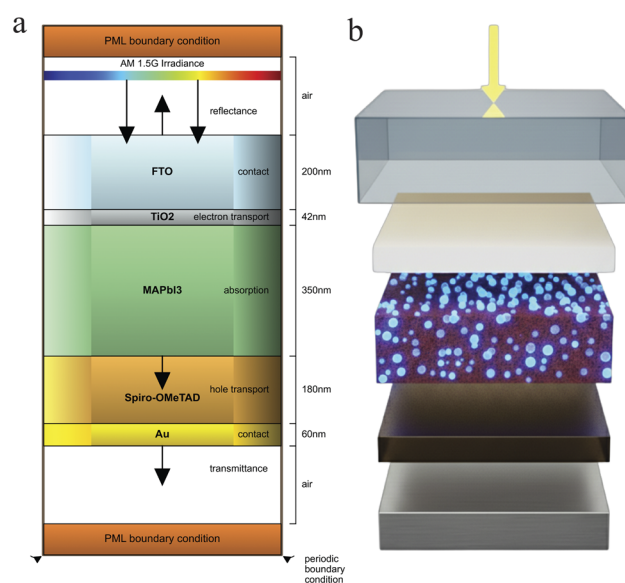 a
b
PML boundary condition
AM 1.5G Irradiance
air
reflectance
FTO
contact
200nm
TiO2
electron transport
42nm
MAPbI3
absorption
350nm
hole transport
180nm
Spiro-OMeTAD
Au
contact
60nm
transmittance
air
PML boundary condition
periodic
boundary
condition